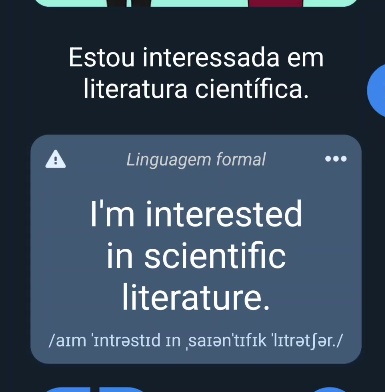 Estou interessada em
literatura científica.
Linguagem formal
I'm interested
in scientific
literature.
/aɪm ˈɪntrəstɪd ɪn ˌsaɪənˈtɪfɪk ˈlɪtrətʃər./